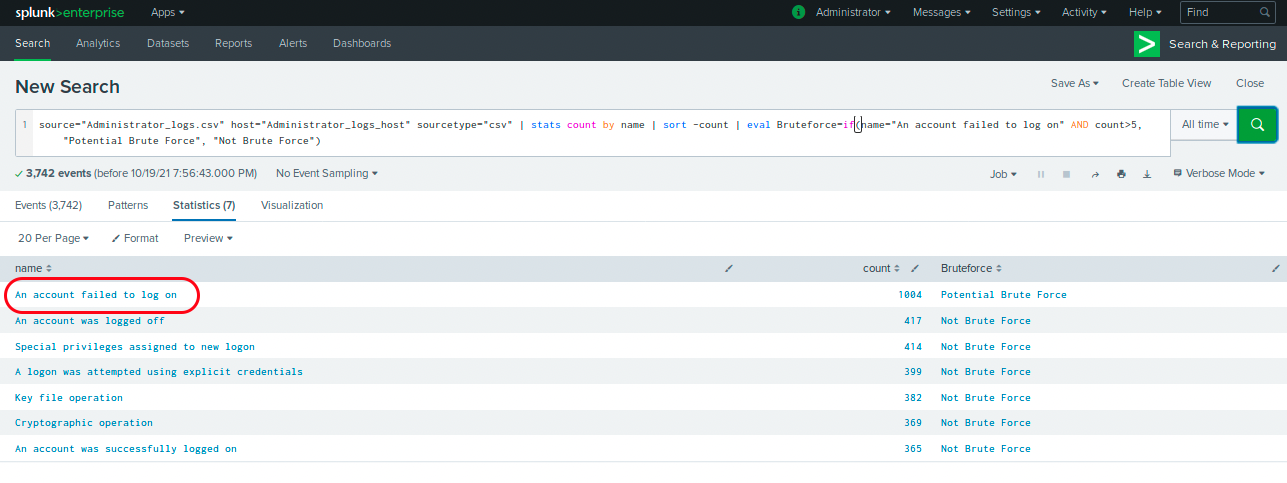 splunk>enterprise Apps Administrator Messages Settings Activity Help Find
Search Analytics Datasets Reports Alerts Dashboards Search & Reporting
New Search Save As Create Table View Close
1 source="Administrator_logs.csv" host="Administrator_logs_host" sourcetype="csv" | stats count by name | sort -count | eval Bruteforce=if(name="An account failed to log on" AND count>5, All time
"Potential Brute Force", "Not Brute Force")
3,742 events (before 10/19/21 7:56:43.000 PM) No Event Sampling Job Verbose Mode
Events (3,742) Patterns Statistics (7) Visualization
20 Per Page Format Preview
name count Bruteforce
An account failed to log on 1004 Potential Brute Force
An account was logged off 417 Not Brute Force
Special privileges assigned to new logon 414 Not Brute Force
A logon was attempted using explicit credentials 399 Not Brute Force
Key file operation 382 Not Brute Force
Cryptographic operation 369 Not Brute Force
An account was successfully logged on 365 Not Brute Force